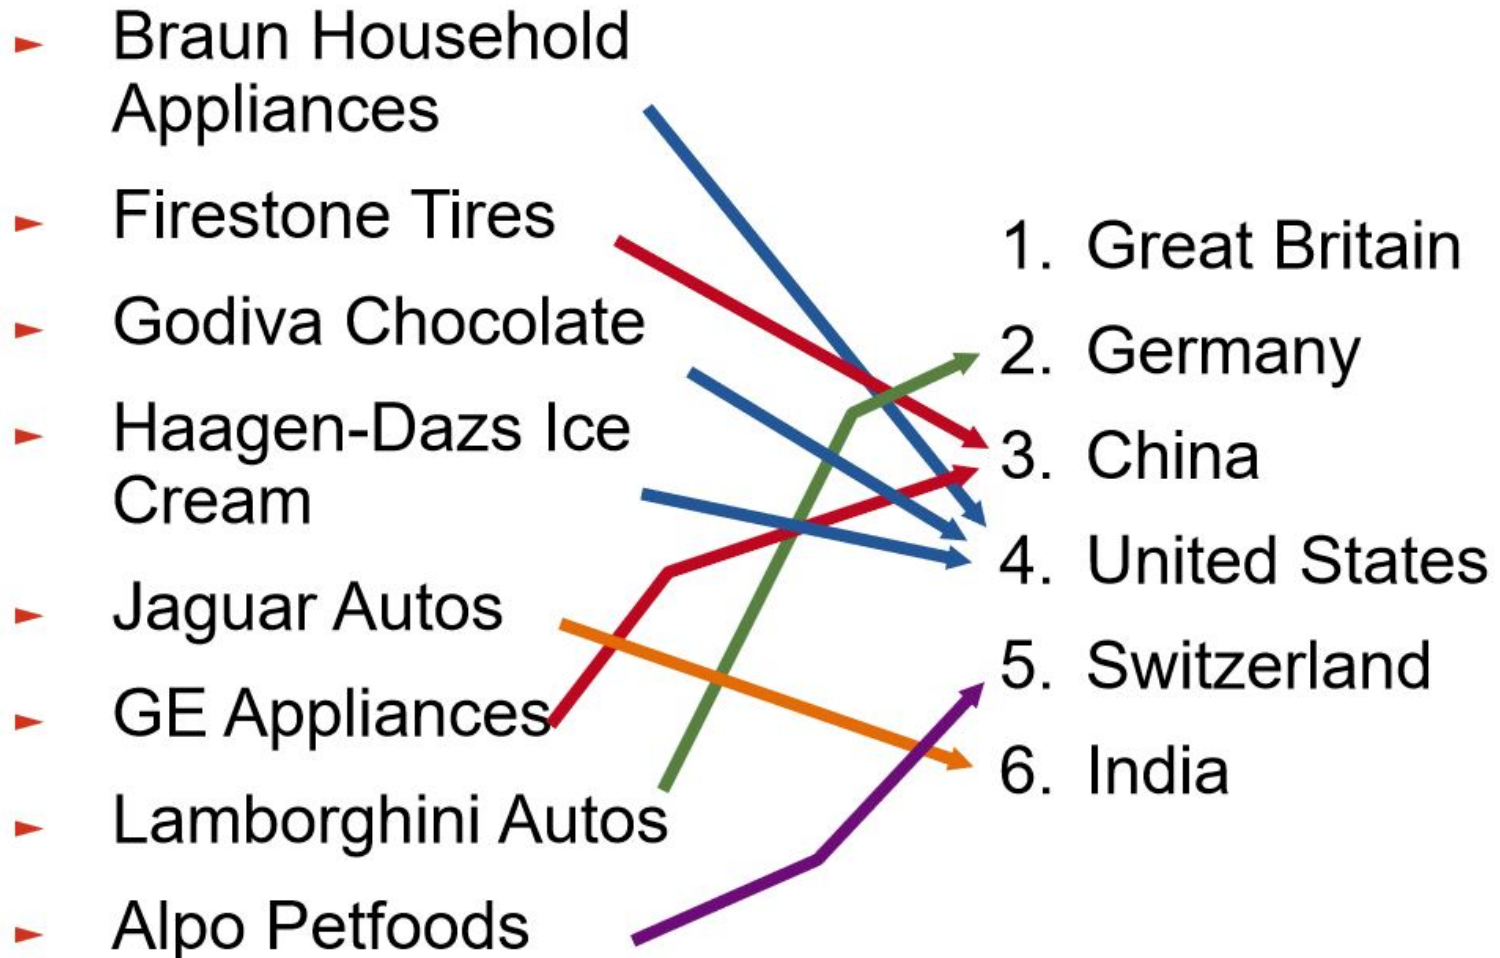 Braun Household
Appliances
Firestone Tires
Godiva Chocolate
Haagen-Dazs Ice
Cream
Jaguar Autos
GE Appliances
Lamborghini Autos
Alpo Petfoods
1. Great Britain
2. Germany
3. China
4. United States
5. Switzerland
6. India